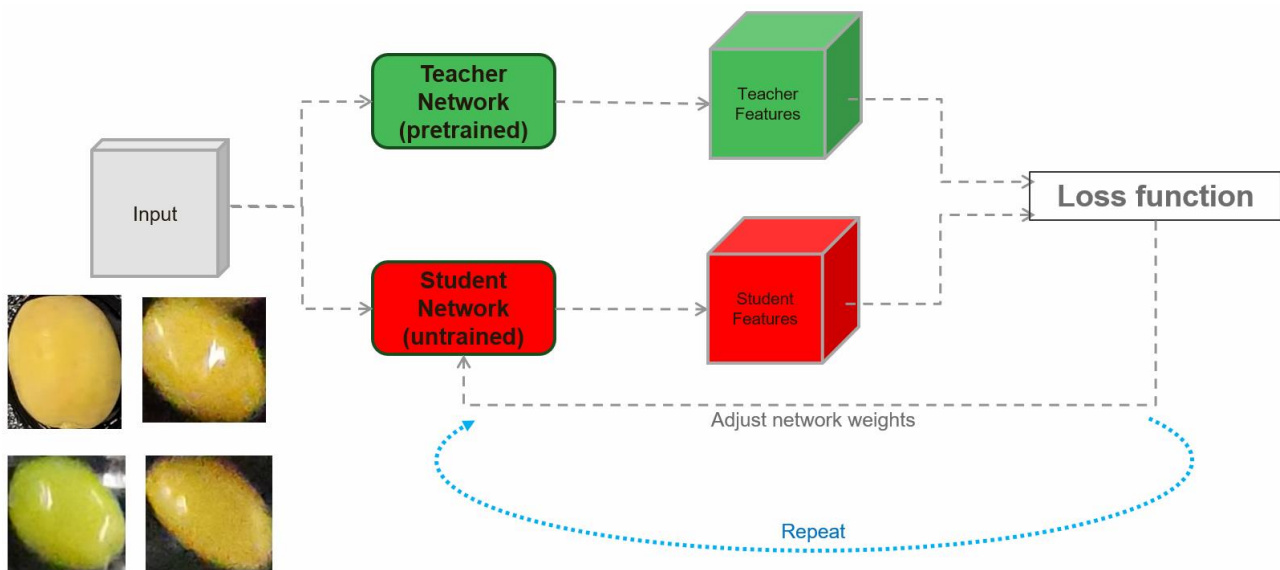 Teacher
Network
(pretrained)
Teacher
Features
Input
Loss function
Student
Network
(untrained)
Student
Features
Adjust network weights
Repeat